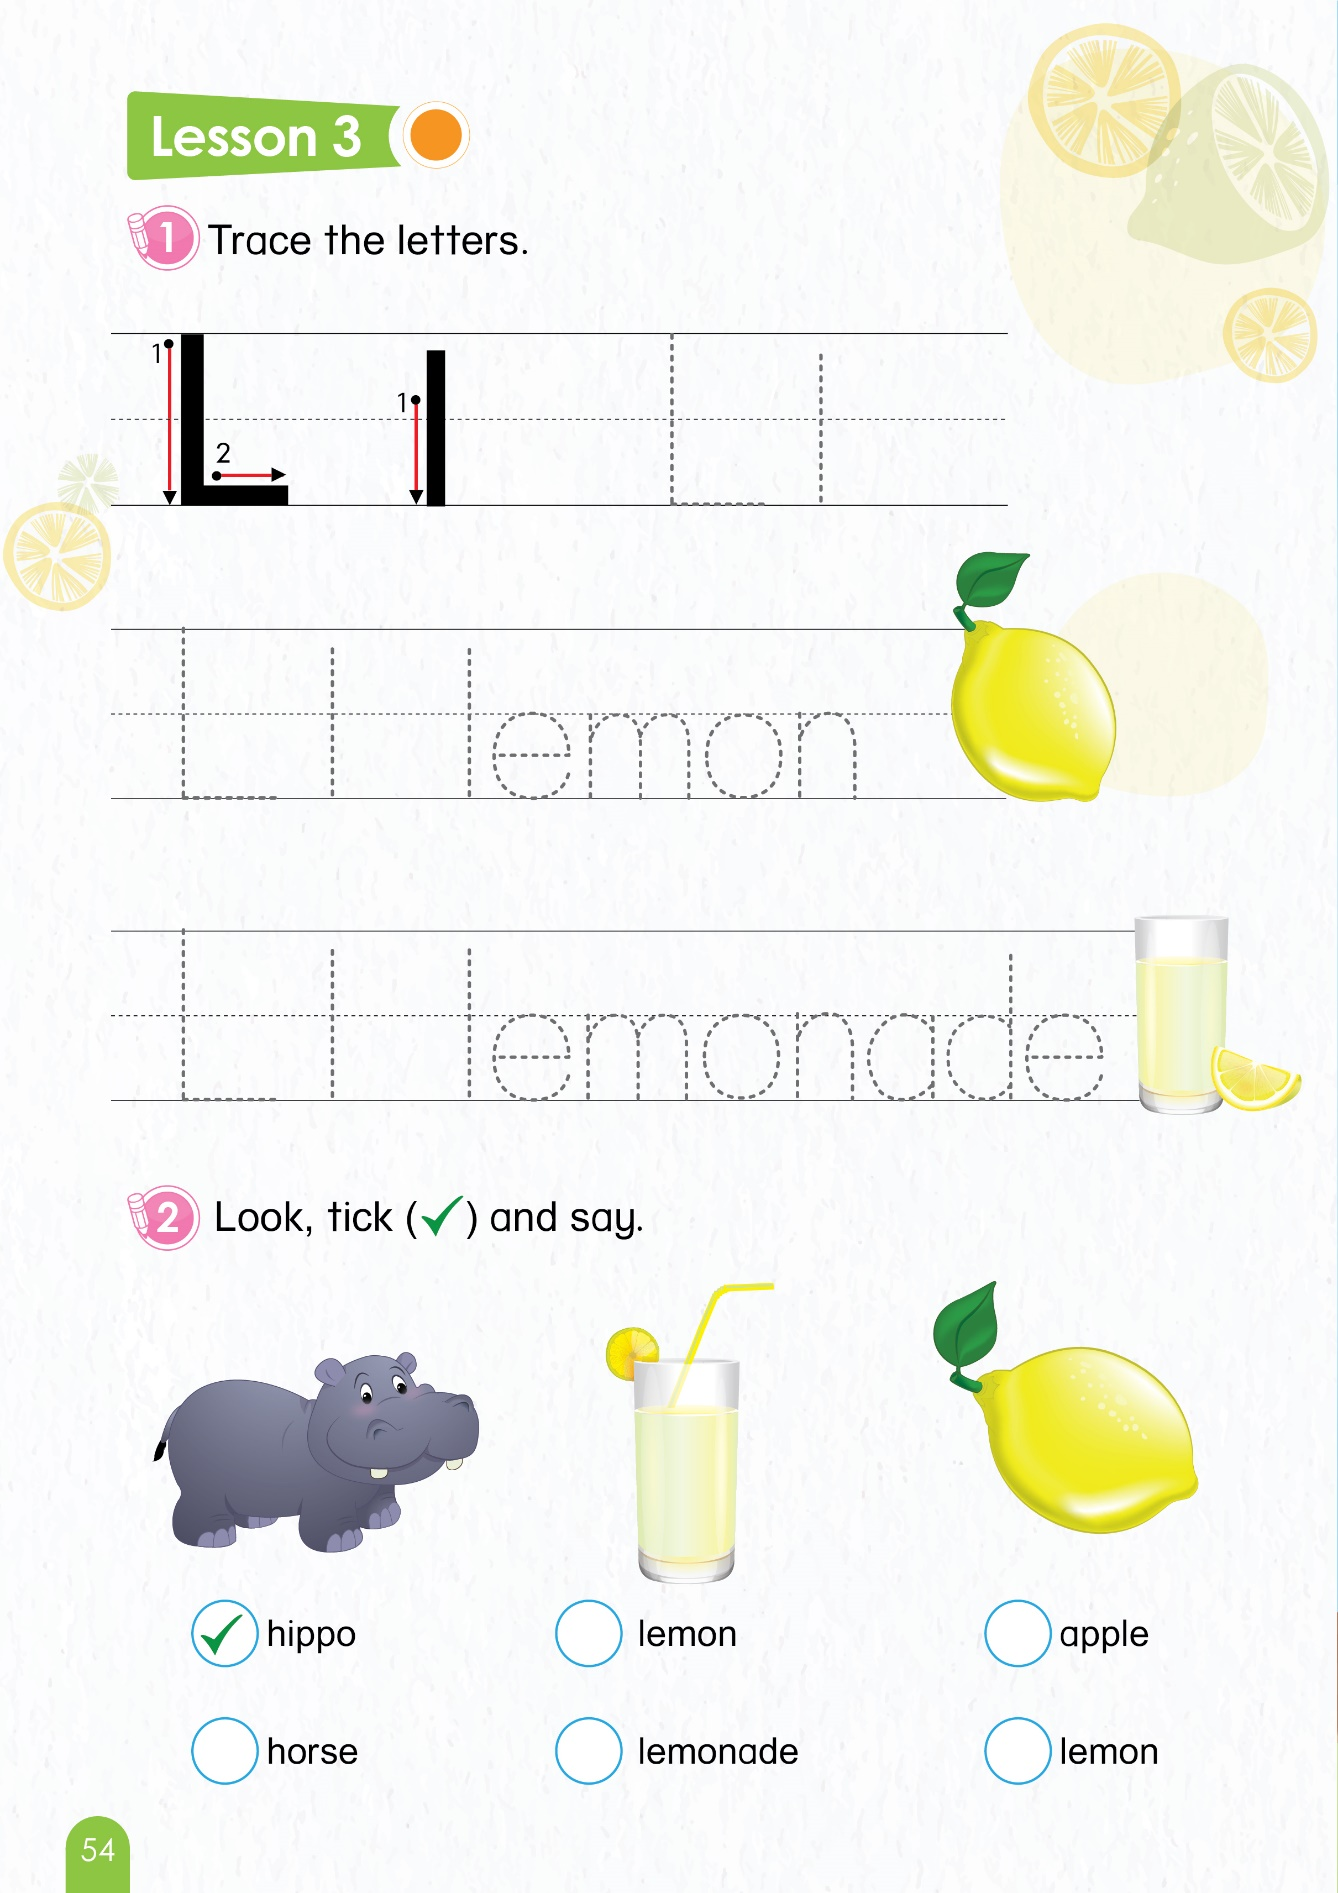 Lesson 3
1 Trace the letters.
1 2 L 1 l L l
L l lemon
L l lemonade
2 Look, tick (✓) and say.
✓ hippo lemon apple
horse lemonade lemon
54